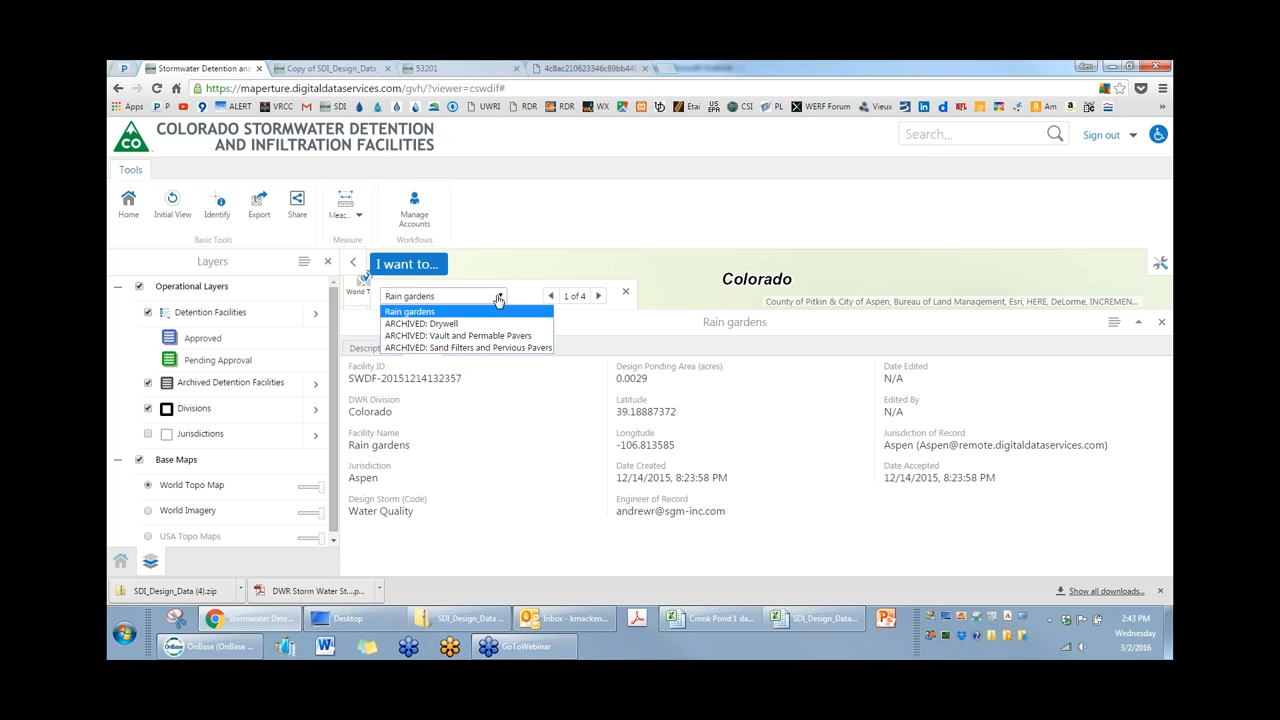 Stormwater Detention and
Copy of SDI_Design_Data_
53201
4c8ac210623346c89bb440
Ken
https://maperture.digitaldataservices.com/gvh/?viewer=cswdif#
Apps
P
ALERT
VRCC
SDI
UWRI
RDR
RDR
WX
Etai
CSI
PL
WERF Forum
Vieux
Am
COLORADO STORMWATER DETENTION
AND INFILTRATION FACILITIES
CO
Search...
Sign out
Tools
Home
Initial View
Identify
Export
Share
Meas...
Manage
Accounts
Basic Tools
Measure
Workflows
Layers
I want to...
Colorado
World T
Rain gardens
1 of 4
County of Pitkin & City of Aspen, Bureau of Land Management, Esri, HERE, DeLorme, INCREMEN...
Rain gardens
ARCHIVED: Drywell
ARCHIVED: Vault and Permable Pavers
ARCHIVED: Sand Filters and Pervious Pavers
Rain gardens
Descript
Operational Layers
Detention Facilities
Approved
Pending Approval
Archived Detention Facilities
Divisions
Jurisdictions
Base Maps
World Topo Map
World Imagery
USA Topo Maps
Facility ID
SWDF-20151214132357
DWR Division
Colorado
Facility Name
Rain gardens
Jurisdiction
Aspen
Design Storm (Code)
Water Quality
Design Ponding Area (acres)
0.0029
Latitude
39.18887372
Longitude
-106.813585
Date Created
12/14/2015, 8:23:58 PM
Engineer of Record
andrewr@sgm-inc.com
Date Edited
N/A
Edited By
N/A
Jurisdiction of Record
Aspen (Aspen@remote.digitaldataservices.com)
Date Accepted
12/14/2015, 8:23:58 PM
SDI_Design_Data (4).zip
DWR Storm Water St....p...
Show all downloads...
Stormwater Dete...
Desktop
SDI_Design_Data ...
Inbox - kmacken...
Crook Pond 1 da...
SDI_Design_Data...
OnBase (OnBase ...
GoToWebinar
2:43 PM
Wednesday
3/2/2016